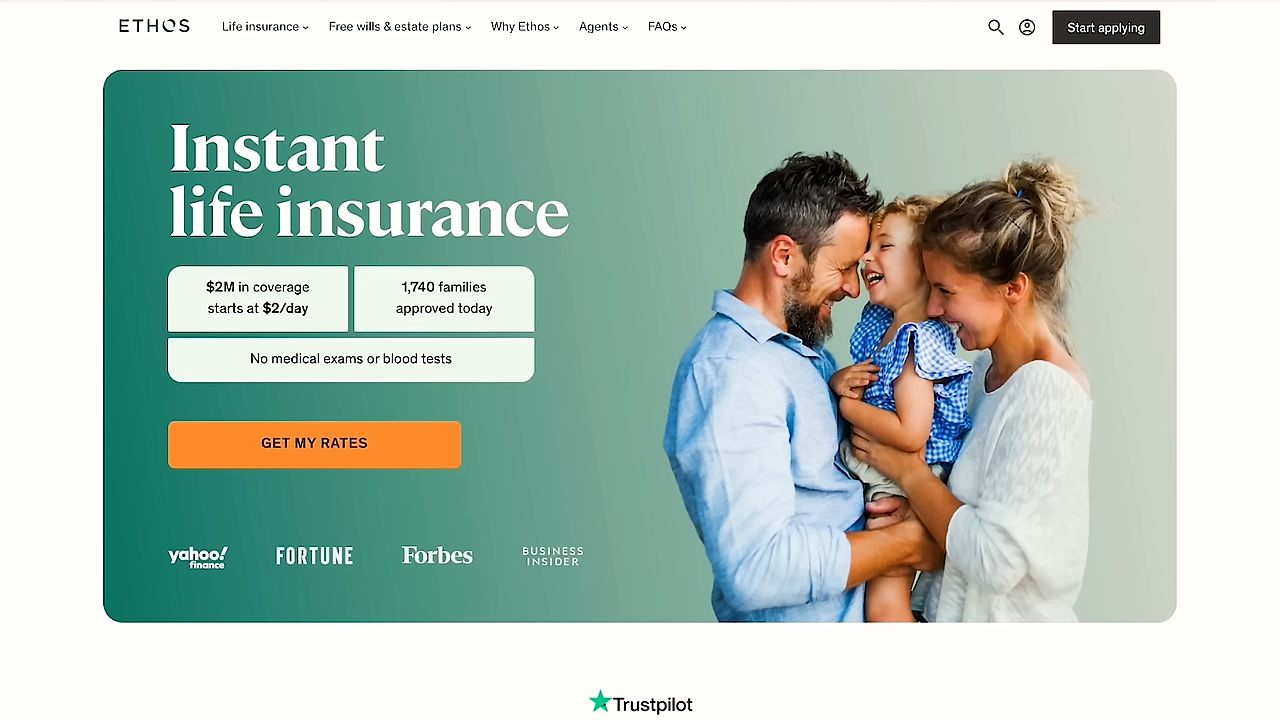 ETHOS
Life insurance
Free wills & estate plans
Why Ethos
Agents
FAQs
Start applying
Instant
life insurance
$2M in coverage
starts at $2/day
1,740 families
approved today
No medical exams or blood tests
GET MY RATES
yahoo!
finance
FORTUNE
Forbes
BUSINESS
INSIDER
Trustpilot